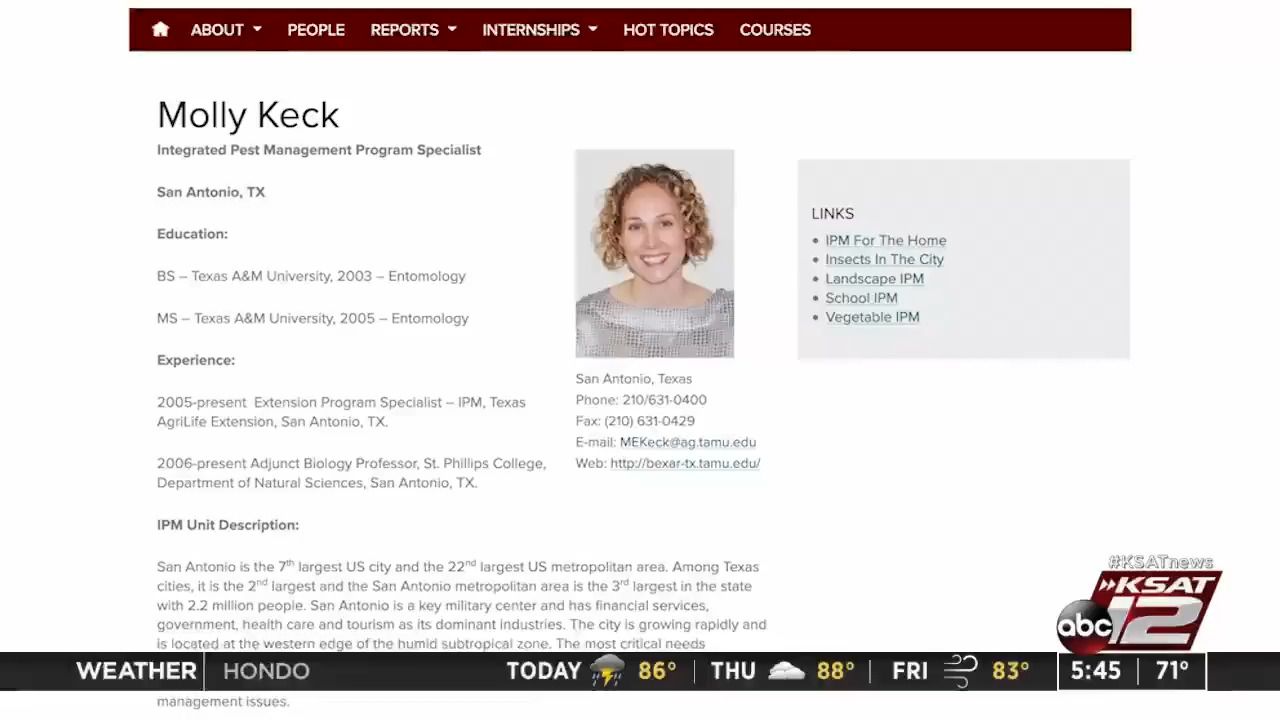 ABOUT PEOPLE REPORTS INTERNSHIPS HOT TOPICS COURSES
Molly Keck
Integrated Pest Management Program Specialist
San Antonio, TX
Education:
BS – Texas A&M University, 2003 – Entomology
MS – Texas A&M University, 2005 – Entomology
Experience:
2005-present Extension Program Specialist – IPM, Texas
AgriLife Extension, San Antonio, TX.
2006-present Adjunct Biology Professor, St. Phillips College,
Department of Natural Sciences, San Antonio, TX.
San Antonio, Texas
Phone: 210/631-0400
Fax: (210) 631-0429
E-mail: MEKeck@ag.tamu.edu
Web: http://bexar-tx.tamu.edu/
LINKS
• IPM For The Home
• Insects In The City
• Landscape IPM
• School IPM
• Vegetable IPM
IPM Unit Description:
San Antonio is the 7th largest US city and the 22nd largest US metropolitan area. Among Texas
cities, it is the 2nd largest and the San Antonio metropolitan area is the 3rd largest in the state
with 2.2 million people. San Antonio is a key military center and has financial services,
government, health care and tourism as its dominant industries. The city is growing rapidly and
is located at the western edge of the humid subtropical zone. The most critical needs
management issues.
#KSATnews
KSAT
abc 12
WEATHER HONDO TODAY 86° THU 88° FRI 83° 5:45 71°